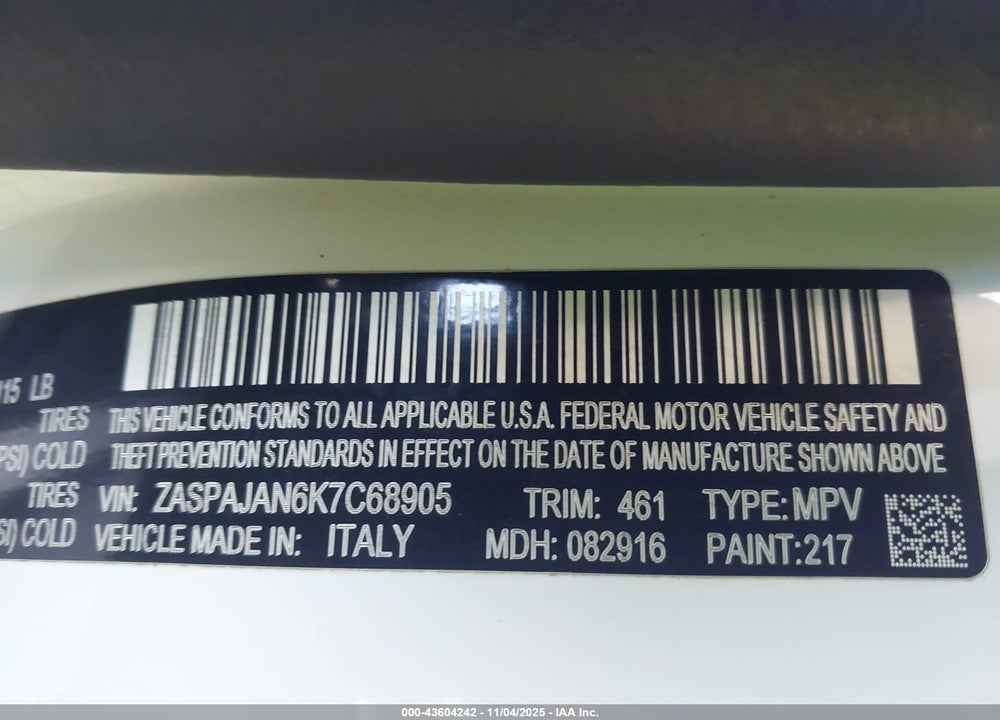 115 LB
TIRES THIS VEHICLE CONFORMS TO ALL APPLICABLE U.S.A. FEDERAL MOTOR VEHICLE SAFETY AND
PSI) COLD THEFT PREVENTION STANDARDS IN EFFECT ON THE DATE OF MANUFACTURE SHOWN ABOVE
TIRES VIN: ZASPAJAN6K7C68905 TRIM: 461 TYPE: MPV
SI) COLD VEHICLE MADE IN: ITALY MDH: 082916 PAINT:217
000-43604242 - 11/04/2025 - IAA Inc.